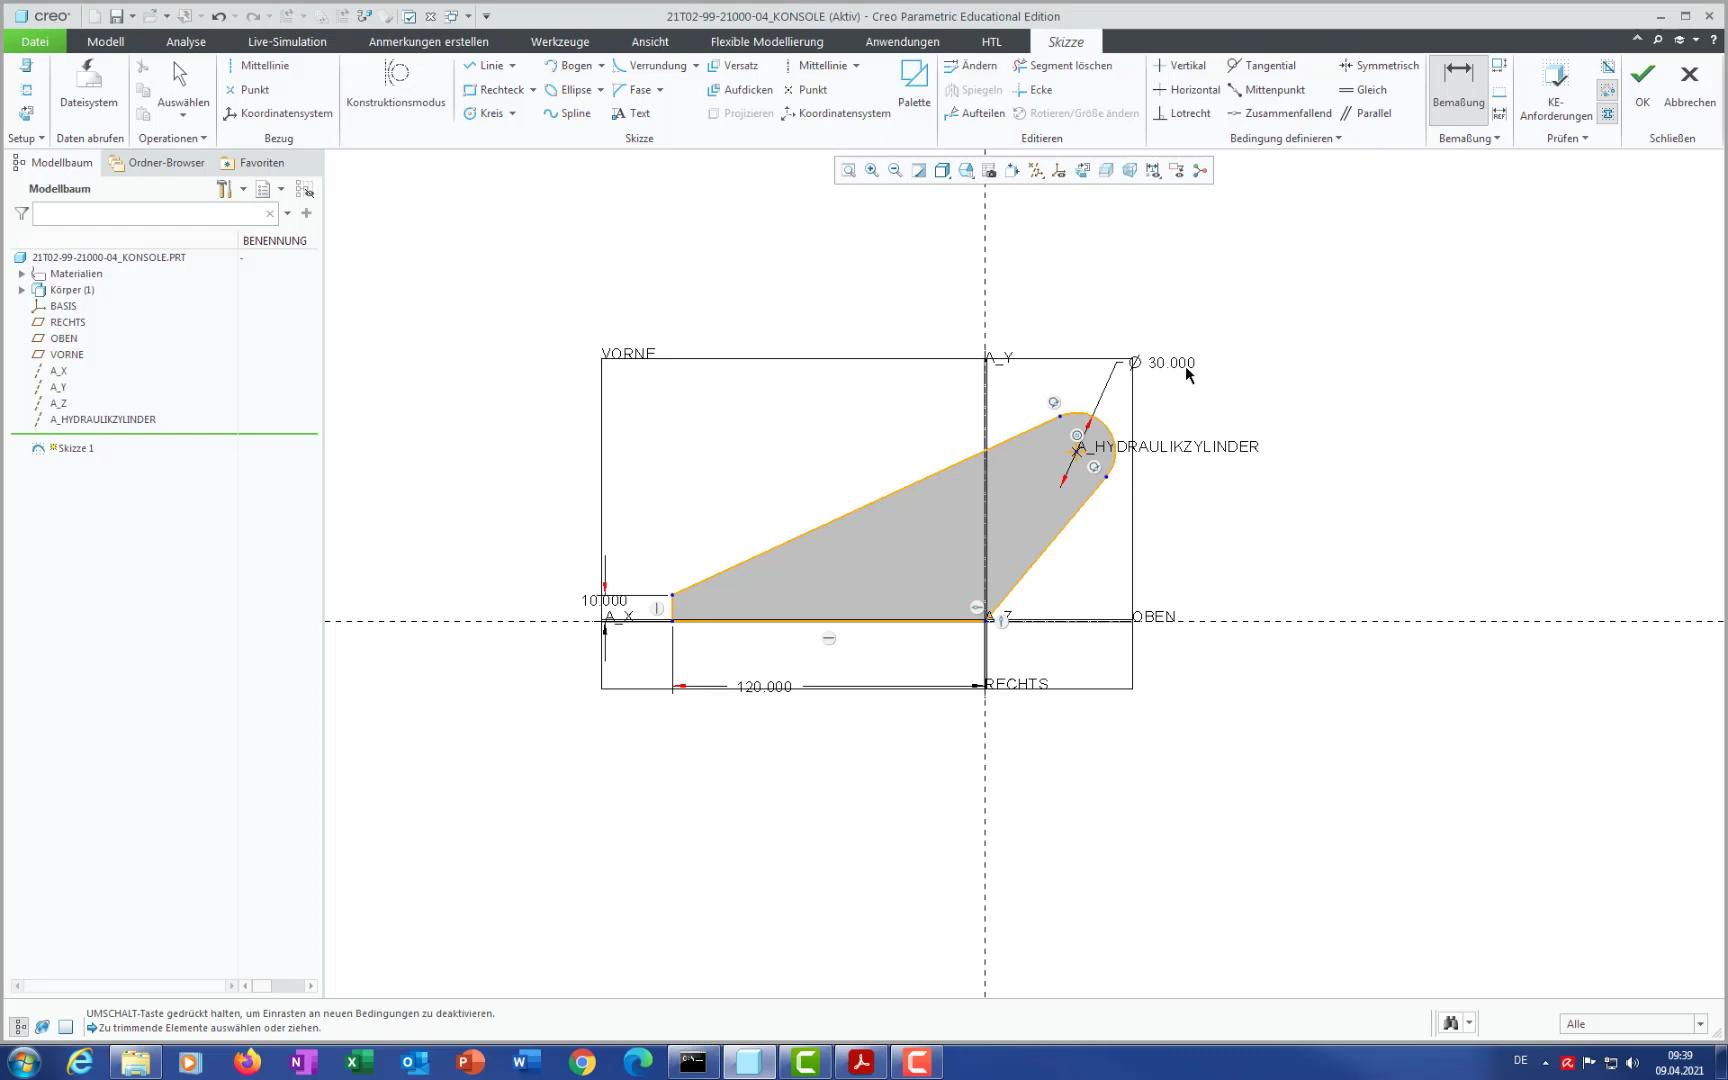 creo
21T02-99-21000-04_KONSOLE (Aktiv) - Creo Parametric Educational Edition
Datei
Modell
Analyse
Live-Simulation
Anmerkungen erstellen
Werkzeuge
Ansicht
Flexible Modellierung
Anwendungen
HTL
Skizze
Mittellinie
Punkt
Koordinatensystem
Dateisystem
Auswählen
Konstruktionsmodus
Linie
Bogen
Verrundung
Versatz
Mittellinie
Rechteck
Ellipse
Fase
Aufdicken
Punkt
Kreis
Spline
Text
Projizieren
Koordinatensystem
Palette
Ändern
Segment löschen
Spiegeln
Ecke
Aufteilen
Rotieren/Größe ändern
Vertikal
Tangential
Symmetrisch
Horizontal
Mittenpunkt
Gleich
Lotrecht
Zusammenfallend
Parallel
Bemaßung
KE-
Anforderungen
OK
Abbrechen
Setup
Daten abrufen
Operationen
Bezug
Skizze
Editieren
Bedingung definieren
Bemaßung
Prüfen
Schließen
Modellbaum
Ordner-Browser
Favoriten
Modellbaum
BENENNUNG
21T02-99-21000-04_KONSOLE.PRT
-
Materialien
Körper (1)
BASIS
RECHTS
OBEN
VORNE
A_X
A_Y
A_Z
A_HYDRAULIKZYLINDER
Skizze 1
VORNE
A_Y
Ø 30.000
A_HYDRAULIKZYLINDER
10.000
A_X
A_Z
OBEN
120.000
RECHTS
UMSCHALT-Taste gedrückt halten, um Einrasten an neuen Bedingungen zu deaktivieren.
Zu trimmende Elemente auswählen oder ziehen.
Alle
DE
09:39
09.04.2021